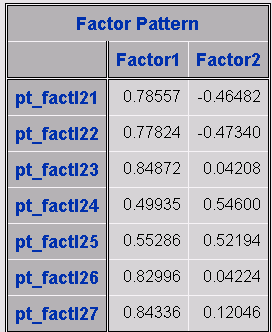 Factor Pattern
Factor1 Factor2
pt_factl21 0.78557 -0.46482
pt_factl22 0.77824 -0.47340
pt_factl23 0.84872 0.04208
pt_factl24 0.49935 0.54600
pt_factl25 0.55286 0.52194
pt_factl26 0.82996 0.04224
pt_factl27 0.84336 0.12046